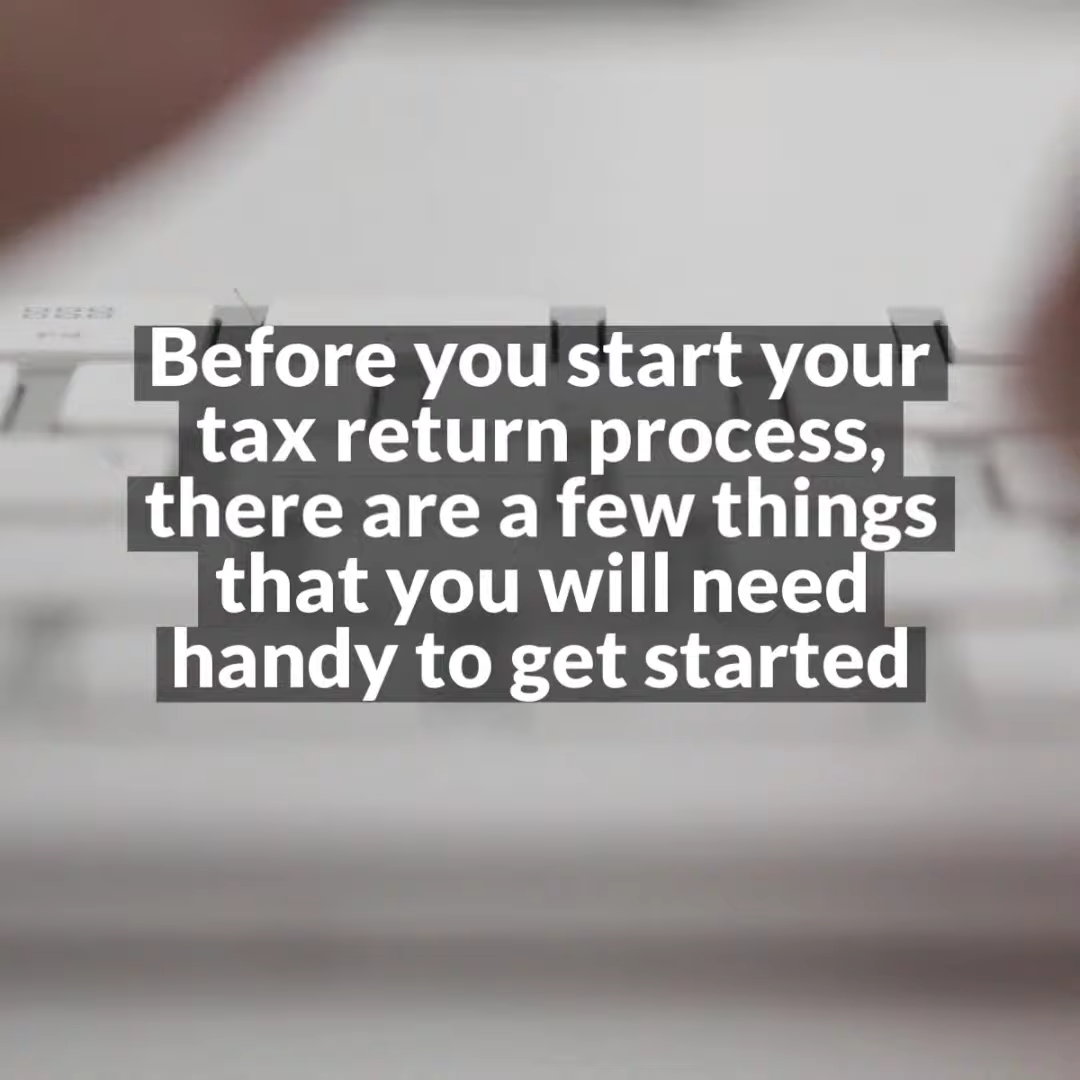 Before you start your
tax return process,
there are a few things
that you will need
handy to get started